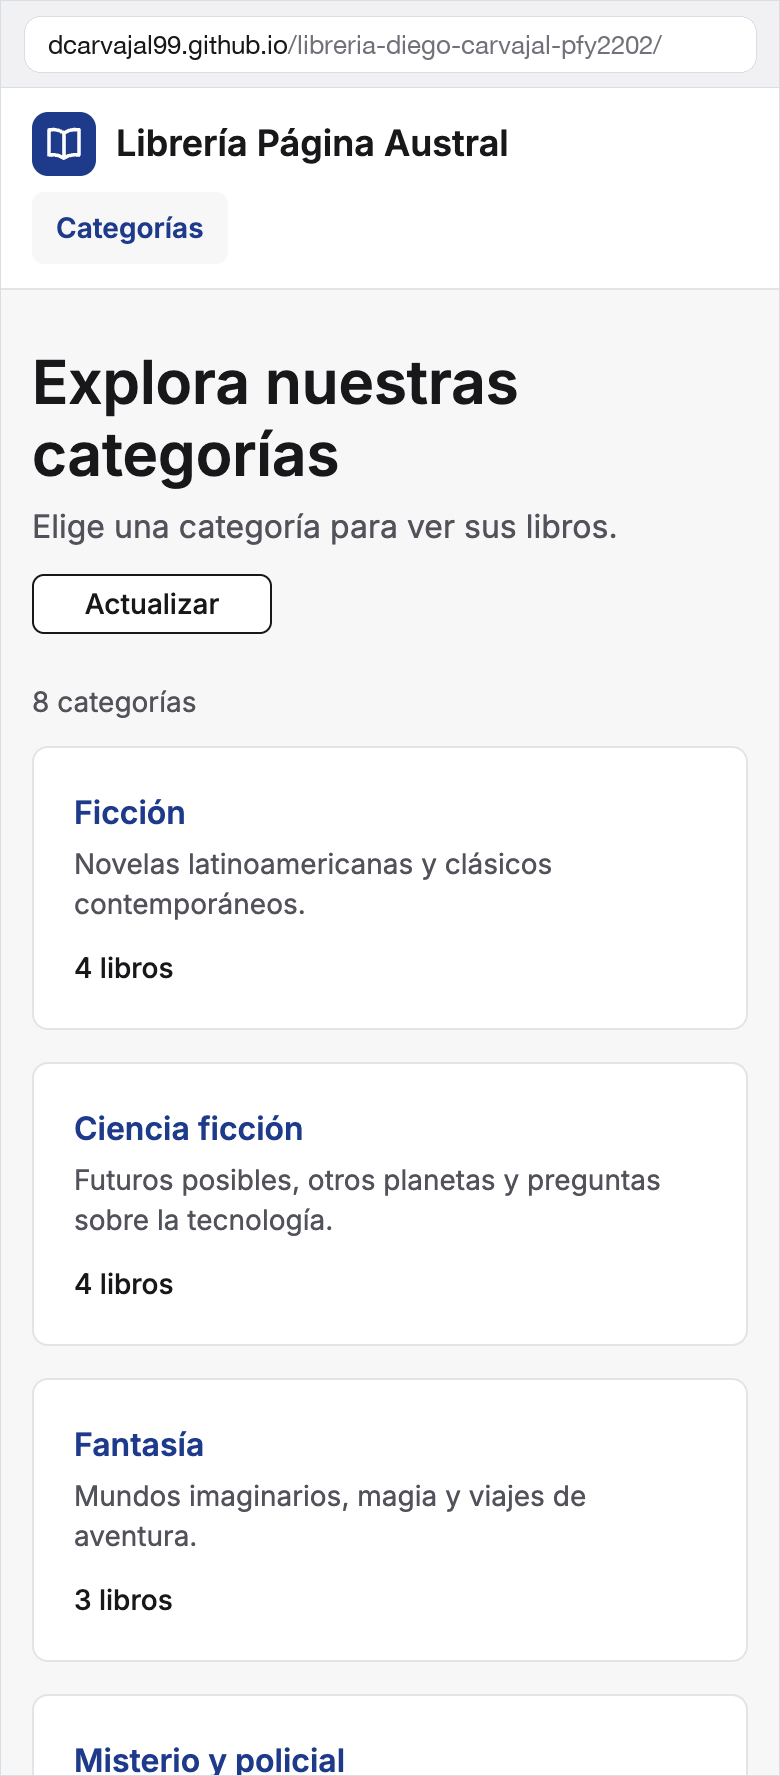 dcarvajal99.github.io/libreria-diego-carvajal-pfy2202/
Librería Página Austral
Categorías
Explora nuestras
categorías
Elige una categoría para ver sus libros.
Actualizar
8 categorías
Ficción
Novelas latinoamericanas y clásicos
contemporáneos.
4 libros
Ciencia ficción
Futuros posibles, otros planetas y preguntas
sobre la tecnología.
4 libros
Fantasía
Mundos imaginarios, magia y viajes de
aventura.
3 libros
Misterio y policial